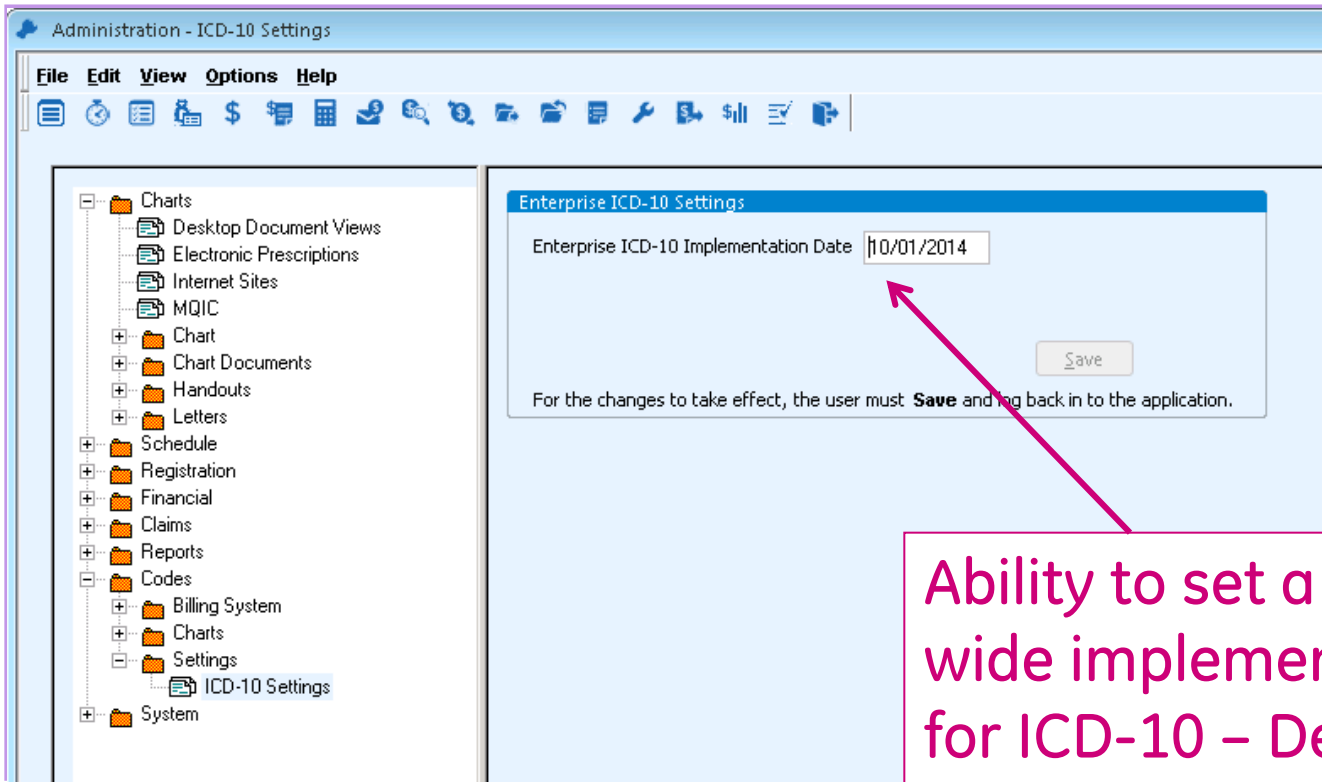 Administration - ICD-10 Settings
File Edit View Options Help
Charts
Desktop Document Views
Electronic Prescriptions
Internet Sites
MQIC
Chart
Chart Documents
Handouts
Letters
Schedule
Registration
Financial
Claims
Reports
Codes
Billing System
Charts
Settings
ICD-10 Settings
System
Enterprise ICD-10 Settings
Enterprise ICD-10 Implementation Date 10/01/2014
Save
For the changes to take effect, the user must Save and log back in to the application.
Ability to set a
wide
for ICD-10 –